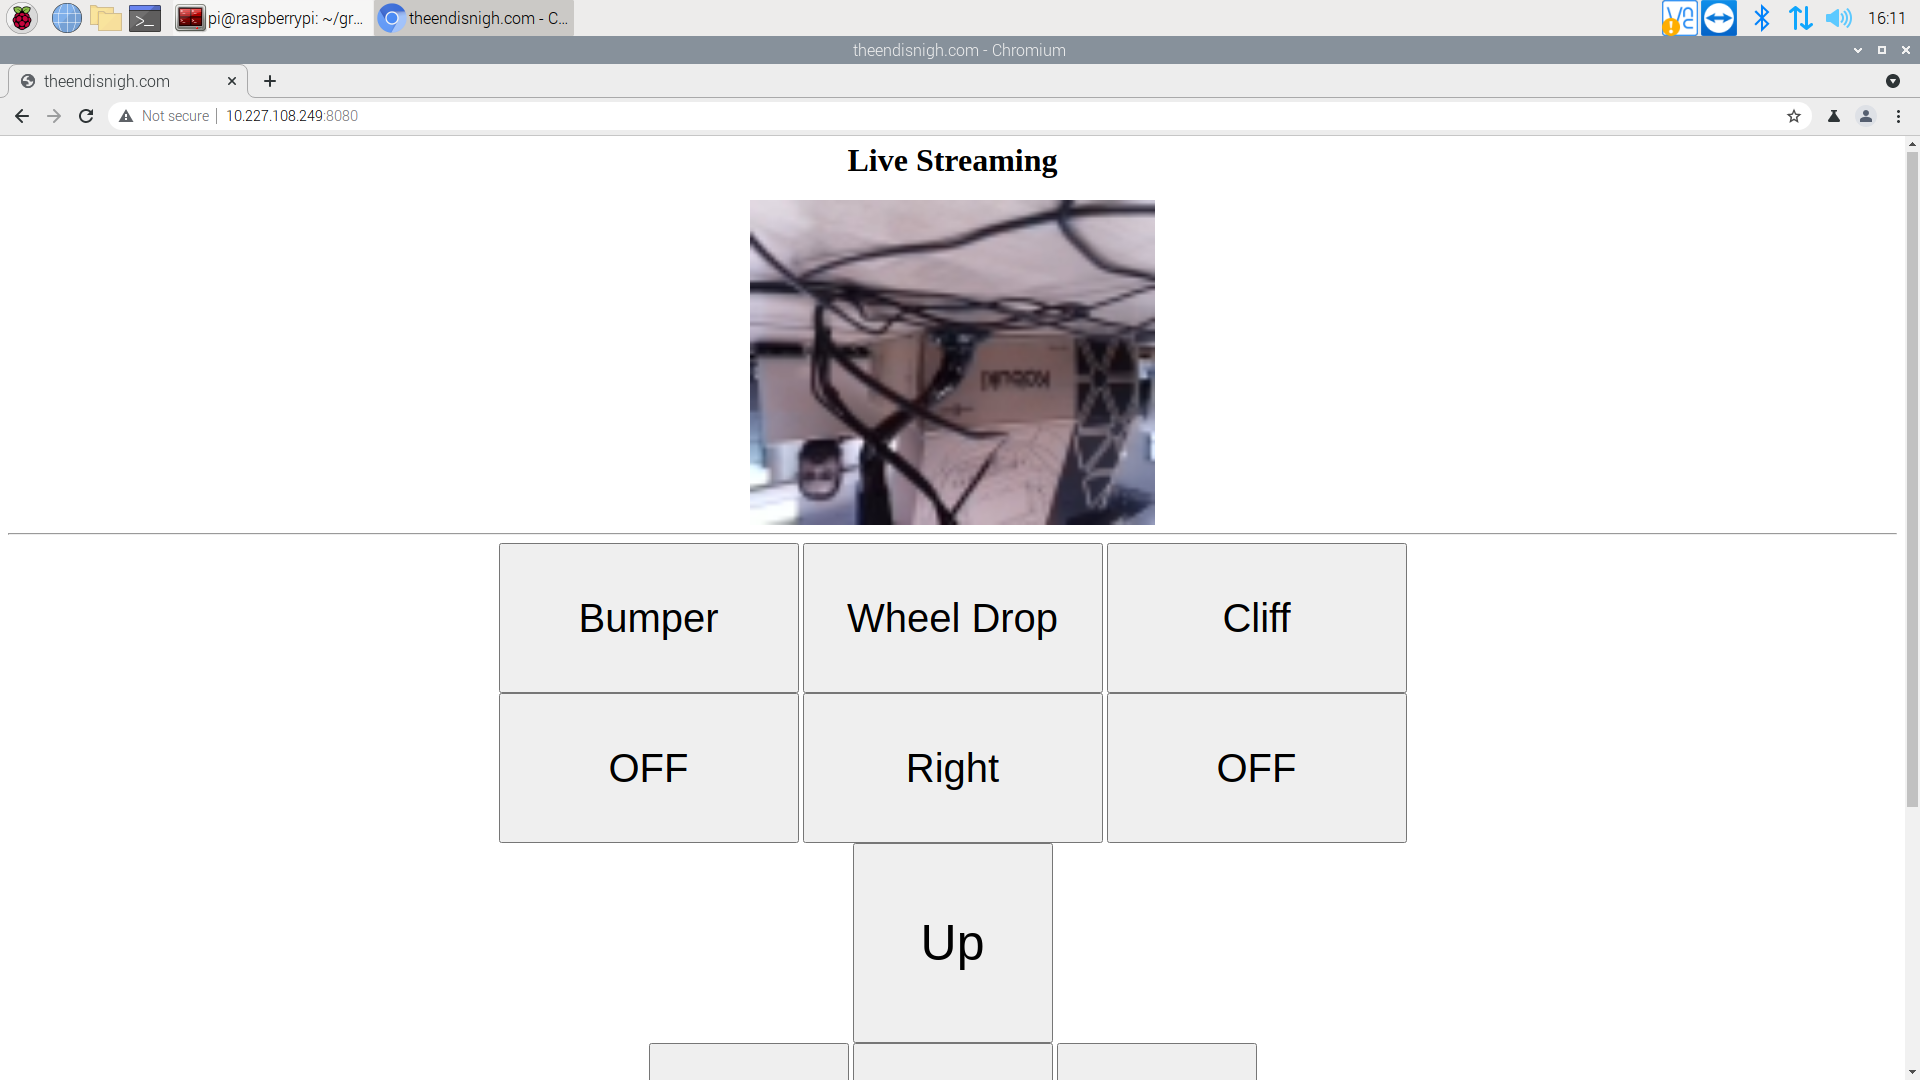 pi@raspberrypi: ~/gr...
theendisnigh.com - C...
16:11
theendisnigh.com - Chromium
theendisnigh.com
Not secure
10.227.108.249:8080
Live Streaming
Kobuki
Bumper
Wheel Drop
Cliff
OFF
Right
OFF
Up